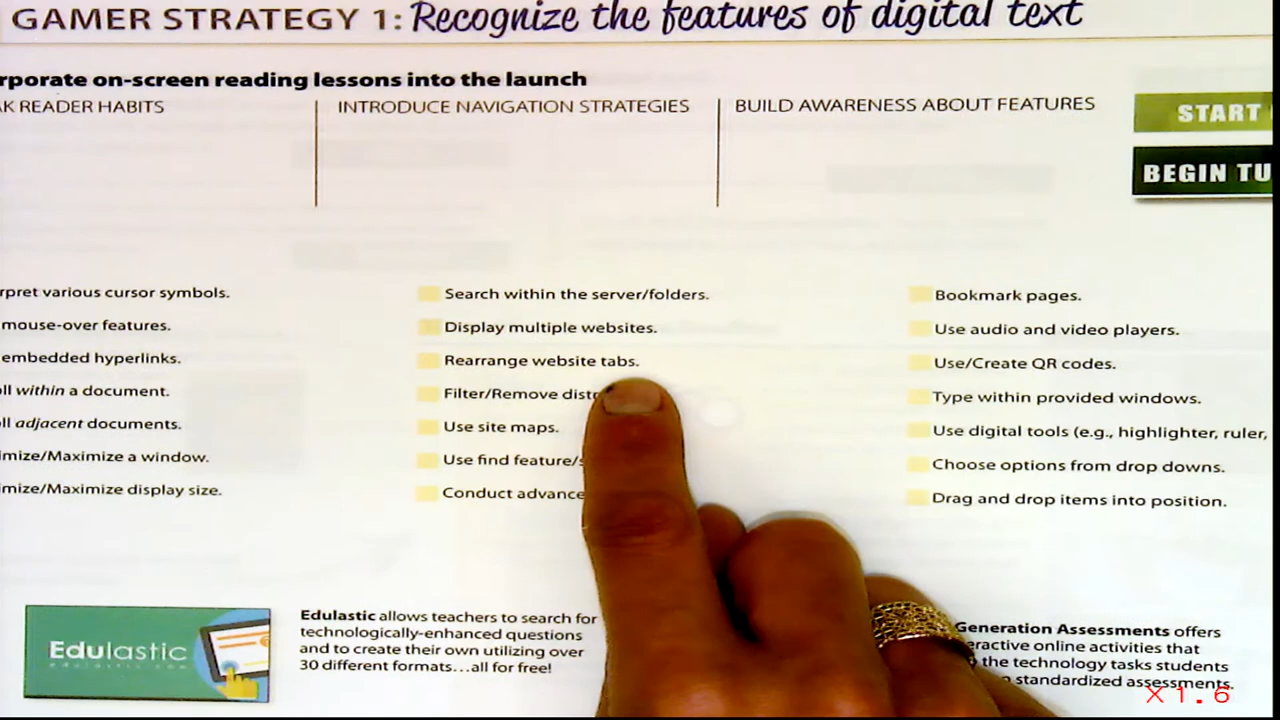 GAMER STRATEGY 1: Recognize the features of digital text
rporate on-screen reading lessons into the launch
AK READER HABITS
INTRODUCE NAVIGATION STRATEGIES
BUILD AWARENESS ABOUT FEATURES
START
BEGIN TU
rpret various cursor symbols.
mouse-over features.
embedded hyperlinks.
ll within a document.
ll adjacent documents.
imize/Maximize a window.
imize/Maximize display size.
Search within the server/folders.
Display multiple websites.
Rearrange website tabs.
Filter/Remove distr
Use site maps.
Use find feature/
Conduct advance
Bookmark pages.
Use audio and video players.
Use/Create QR codes.
Type within provided windows.
Use digital tools (e.g., highlighter, ruler,
Choose options from drop downs.
Drag and drop items into position.
Edulastic
Edulastic allows teachers to search for
technologically-enhanced questions
and to create their own utilizing over
30 different formats…all for free!
Generation Assessments offers
eractive online activities that
the technology tasks students
standardized assessments.
X1.6